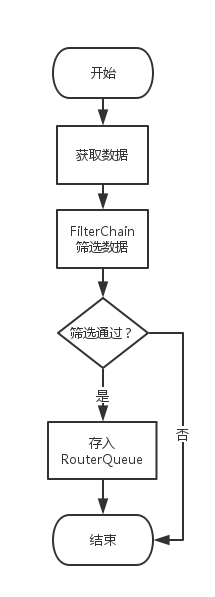 开始
获取数据
FilterChain
筛选数据
筛选通过？
是
否
存入
RouterQueue
结束